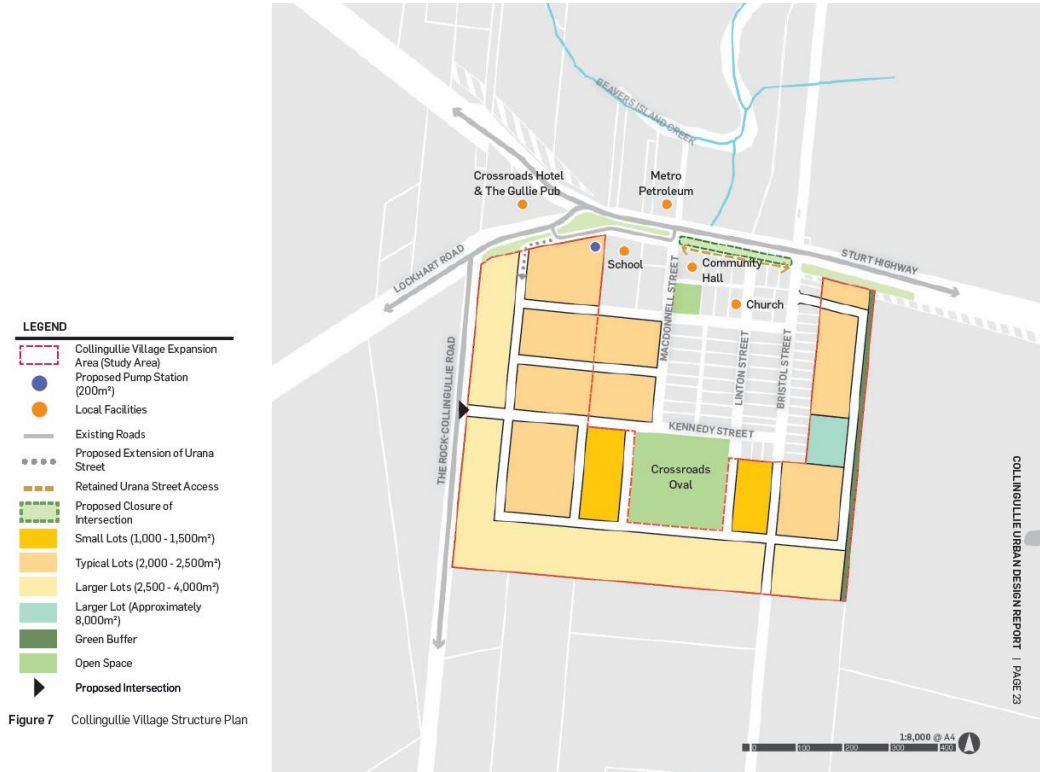 BEAVERS ISLAND CREEK
Crossroads Hotel
& The Gullie Pub
Metro
Petroleum
School
Community
Hall
Church
STURT HIGHWAY
LOCKHART ROAD
THE ROCK-COLLINGULLIE ROAD
MACDONNELL STREET
LINTON STREET
BRISTOL STREET
KENNEDY STREET
Crossroads
Oval
LEGEND
Collingullie Village Expansion
Area (Study Area)
Proposed Pump Station
(200m²)
Local Facilities
Existing Roads
Proposed Extension of Urana
Street
Retained Urana Street Access
Proposed Closure of
Intersection
Small Lots (1,000 - 1,500m²)
Typical Lots (2,000 - 2,500m²)
Larger Lots (2,500 - 4,000m²)
Larger Lot (Approximately
8,000m²)
Green Buffer
Open Space
Proposed Intersection
Figure 7 Collingullie Village Structure Plan
COLLINGULLIE URBAN DESIGN REPORT | PAGE 23
1:8,000 @ A4
0 100 200 300 400